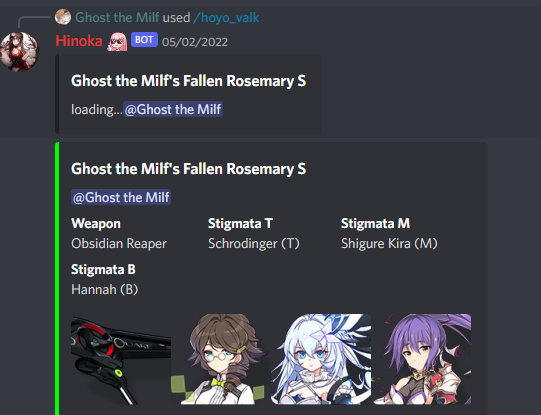 Ghost the Milf used /hoyo_valk
Hinoka BOT 05/02/2022
Ghost the Milf's Fallen Rosemary S
loading...@Ghost the Milf
Ghost the Milf's Fallen Rosemary S
@Ghost the Milf
Weapon Stigmata T Stigmata M
Obsidian Reaper Schrodinger (T) Shigure Kira (M)
Stigmata B
Hannah (B)